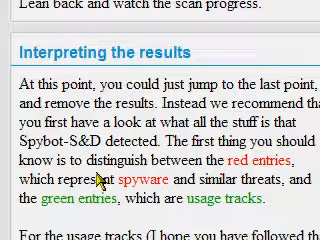 Lean back and watch the scan progress.
Interpreting the results
At this point, you could just jump to the last point,
and remove the results. Instead we recommend tha
you first have a look at what all the stuff is that
Spybot-S&D detected. The first thing you should
know is to distinguish between the red entries,
which represent spyware and similar threats, and
the green entries, which are usage tracks.
For the usage tracks (I hope you have followed th